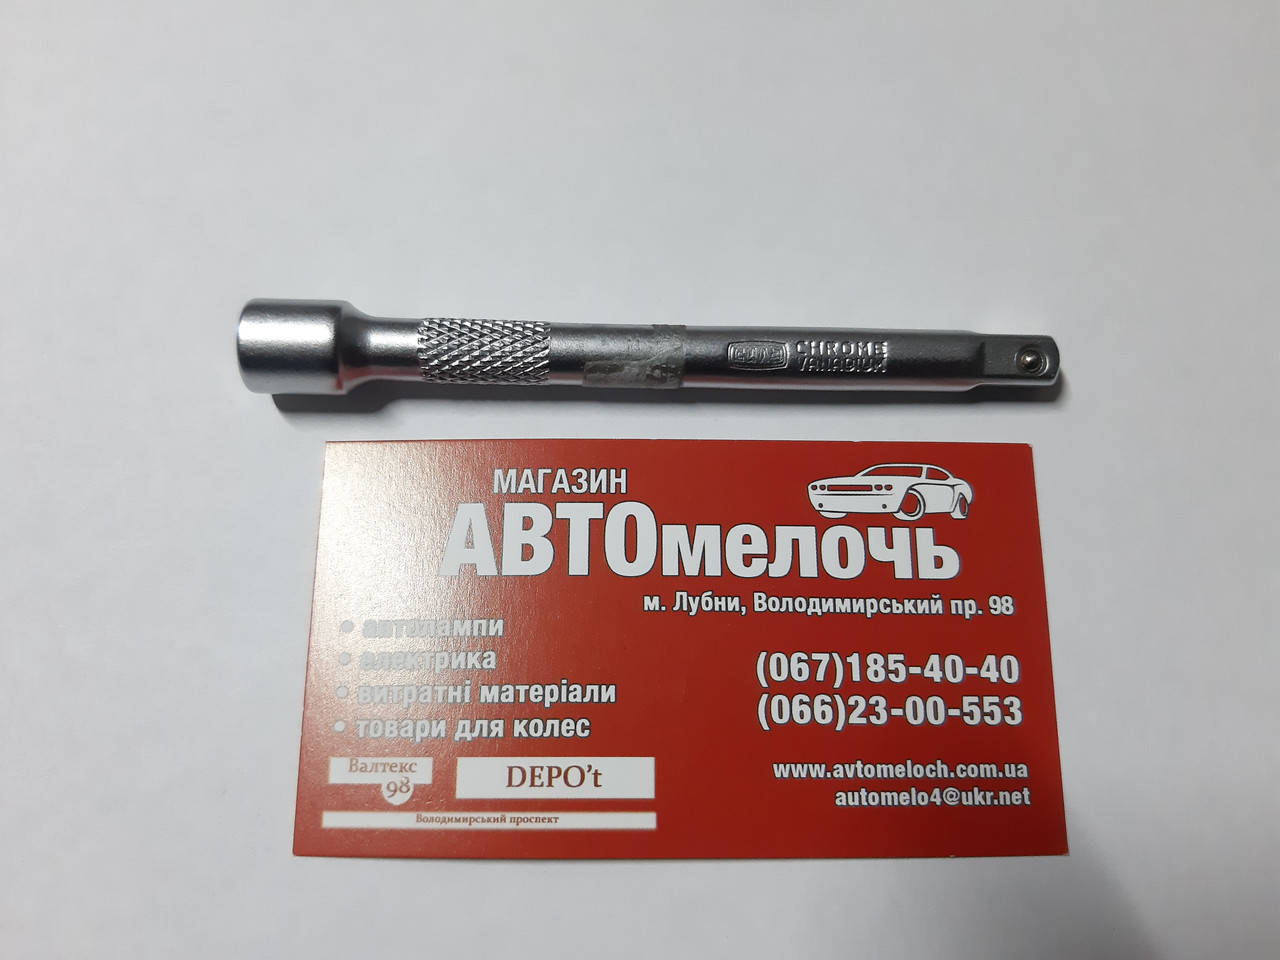 CHROME
VANADIUM
МАГАЗИН
АВТОмелочь
м. Лубни, Володимирський пр. 98
• автолампи
• електрика
• витратні матеріали
• товари для колес
(067)185-40-40
(066)23-00-553
www.avtomeloch.com.ua
automelo4@ukr.net
Валтекс
98
DEPO't
Володимирський проспект